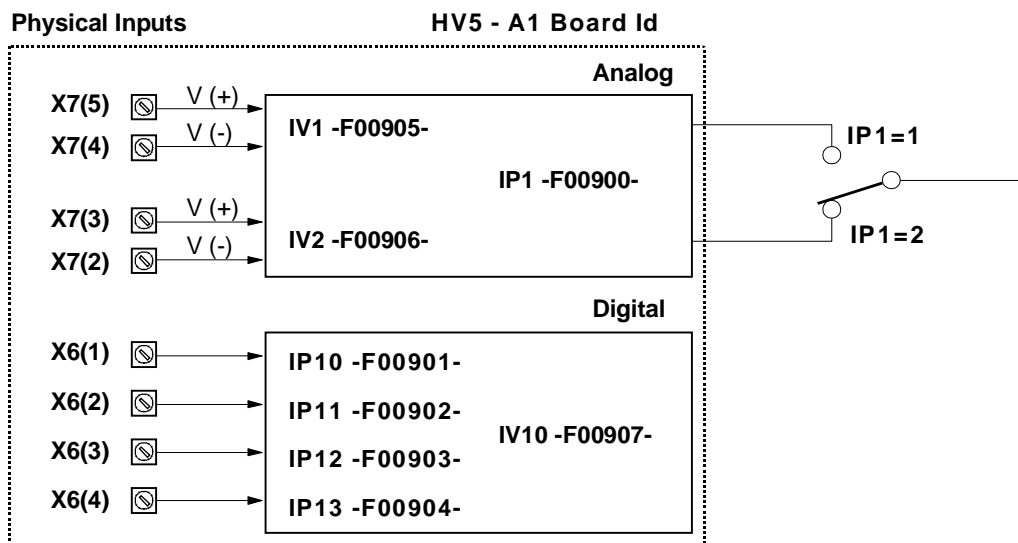 Physical Inputs
HV5 - A1 Board Id
Analog
X7(5)
V (+)
X7(4)
V (-)
IV1 -F00905-
IP1=1
IP1 -F00900-
X7(3)
V (+)
X7(2)
V (-)
IV2 -F00906-
IP1=2
Digital
X6(1)
IP10 -F00901-
X6(2)
IP11 -F00902-
IV10 -F00907-
X6(3)
IP12 -F00903-
X6(4)
IP13 -F00904-